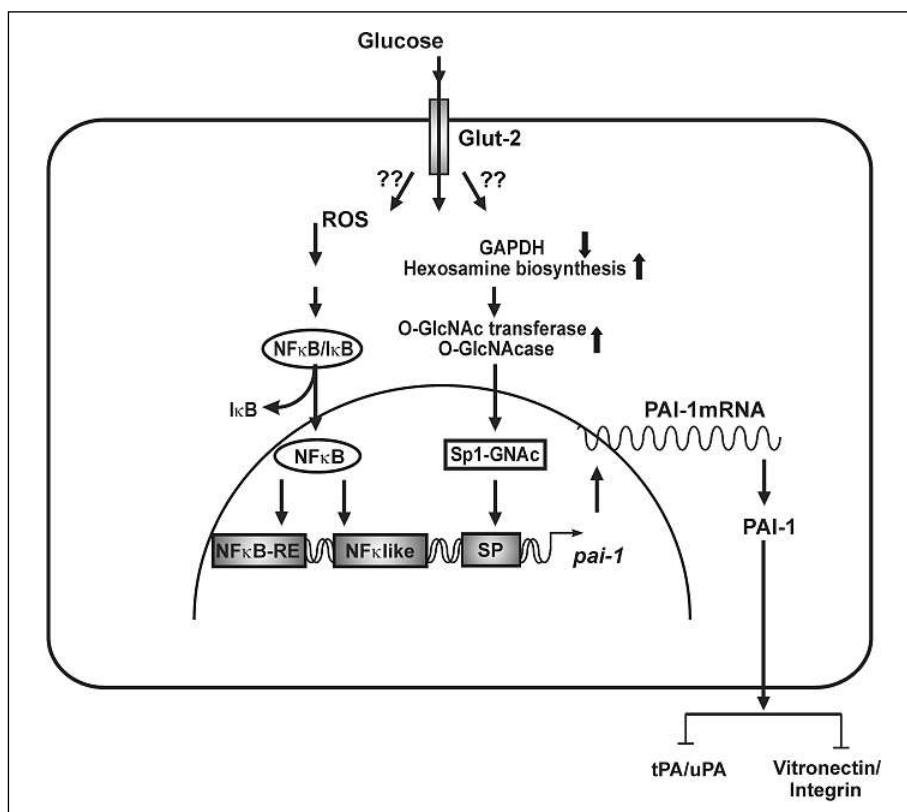 Glucose
Glut-2
?? ??
ROS
GAPDH
Hexosamine biosynthesis
O-GlcNAc transferase
O-GlcNAcase
NFκB/IκB
IκB
PAI-1mRNA
NFκB
Sp1-GNAc
PAI-1
NFκB-RE NFκlike SP pai-1
tPA/uPA
Vitronectin/
Integrin